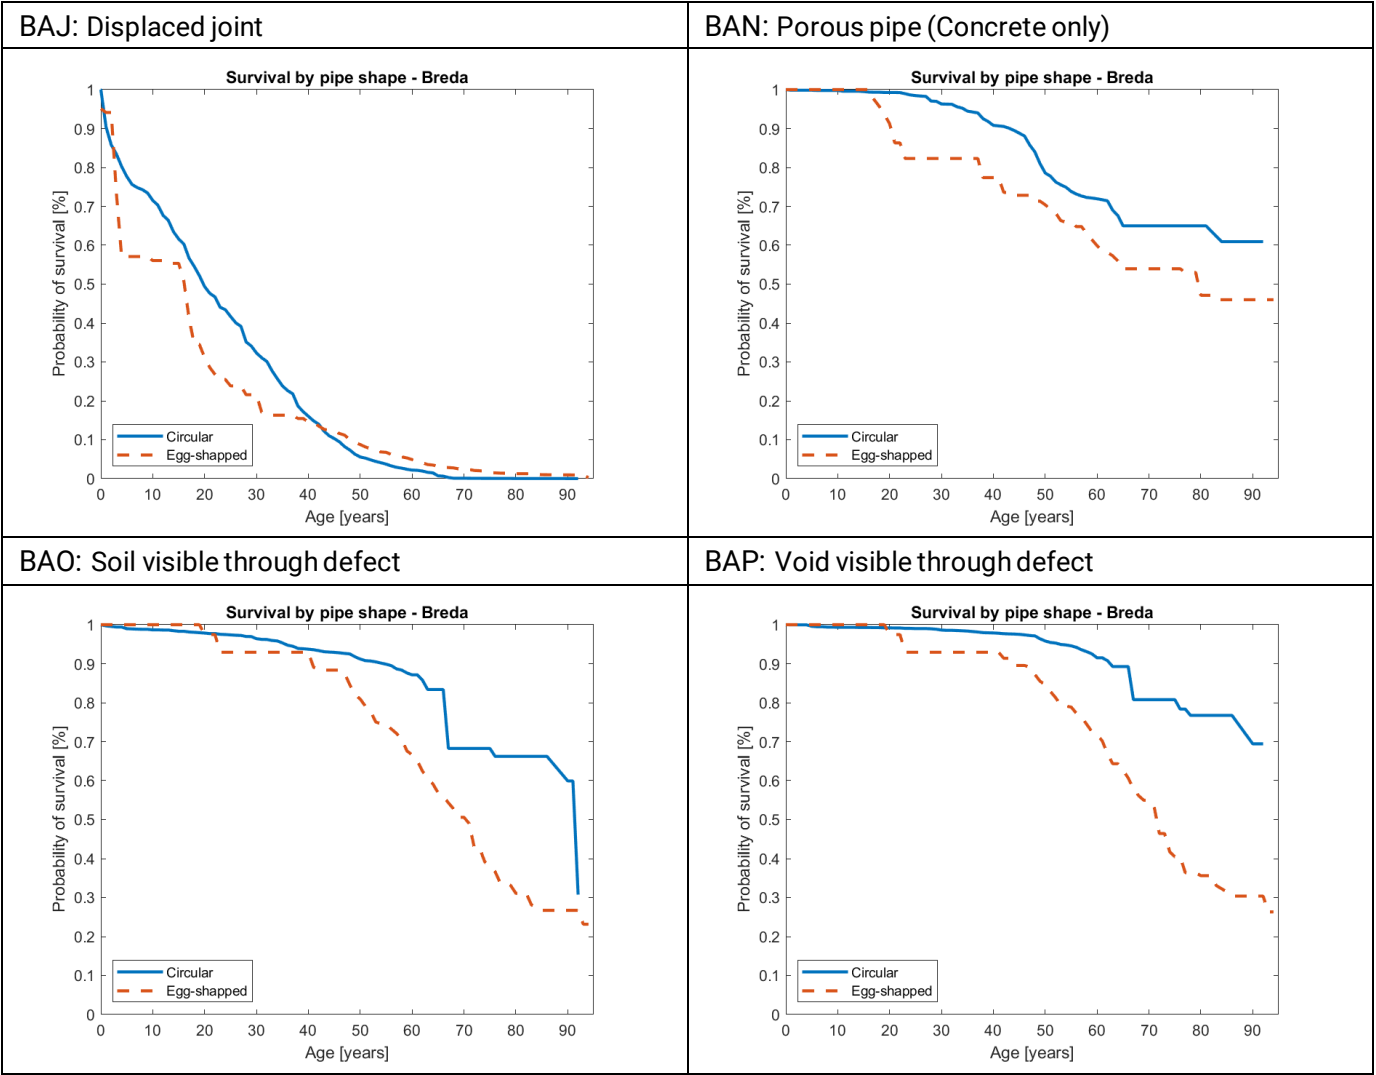 BAJ: Displaced joint
BAN: Porous pipe (Concrete only)
Survival by pipe shape - Breda
Probability of survival [%]
1
0.9
0.8
0.7
0.6
0.5
0.4
0.3
0.2
0.1
0
Circular
Egg-shapped
0 10 20 30 40 50 60 70 80 90
Age [years]
Survival by pipe shape - Breda
Probability of survival [%]
1
0.9
0.8
0.7
0.6
0.5
0.4
0.3
0.2
0.1
0
Circular
Egg-shapped
0 10 20 30 40 50 60 70 80 90
Age [years]
BAO: Soil visible through defect
BAP: Void visible through defect
Survival by pipe shape - Breda
Probability of survival [%]
1
0.9
0.8
0.7
0.6
0.5
0.4
0.3
0.2
0.1
0
Circular
Egg-shapped
0 10 20 30 40 50 60 70 80 90
Age [years]
Survival by pipe shape - Breda
Probability of survival [%]
1
0.9
0.8
0.7
0.6
0.5
0.4
0.3
0.2
0.1
0
Circular
Egg-shapped
0 10 20 30 40 50 60 70 80 90
Age [years]